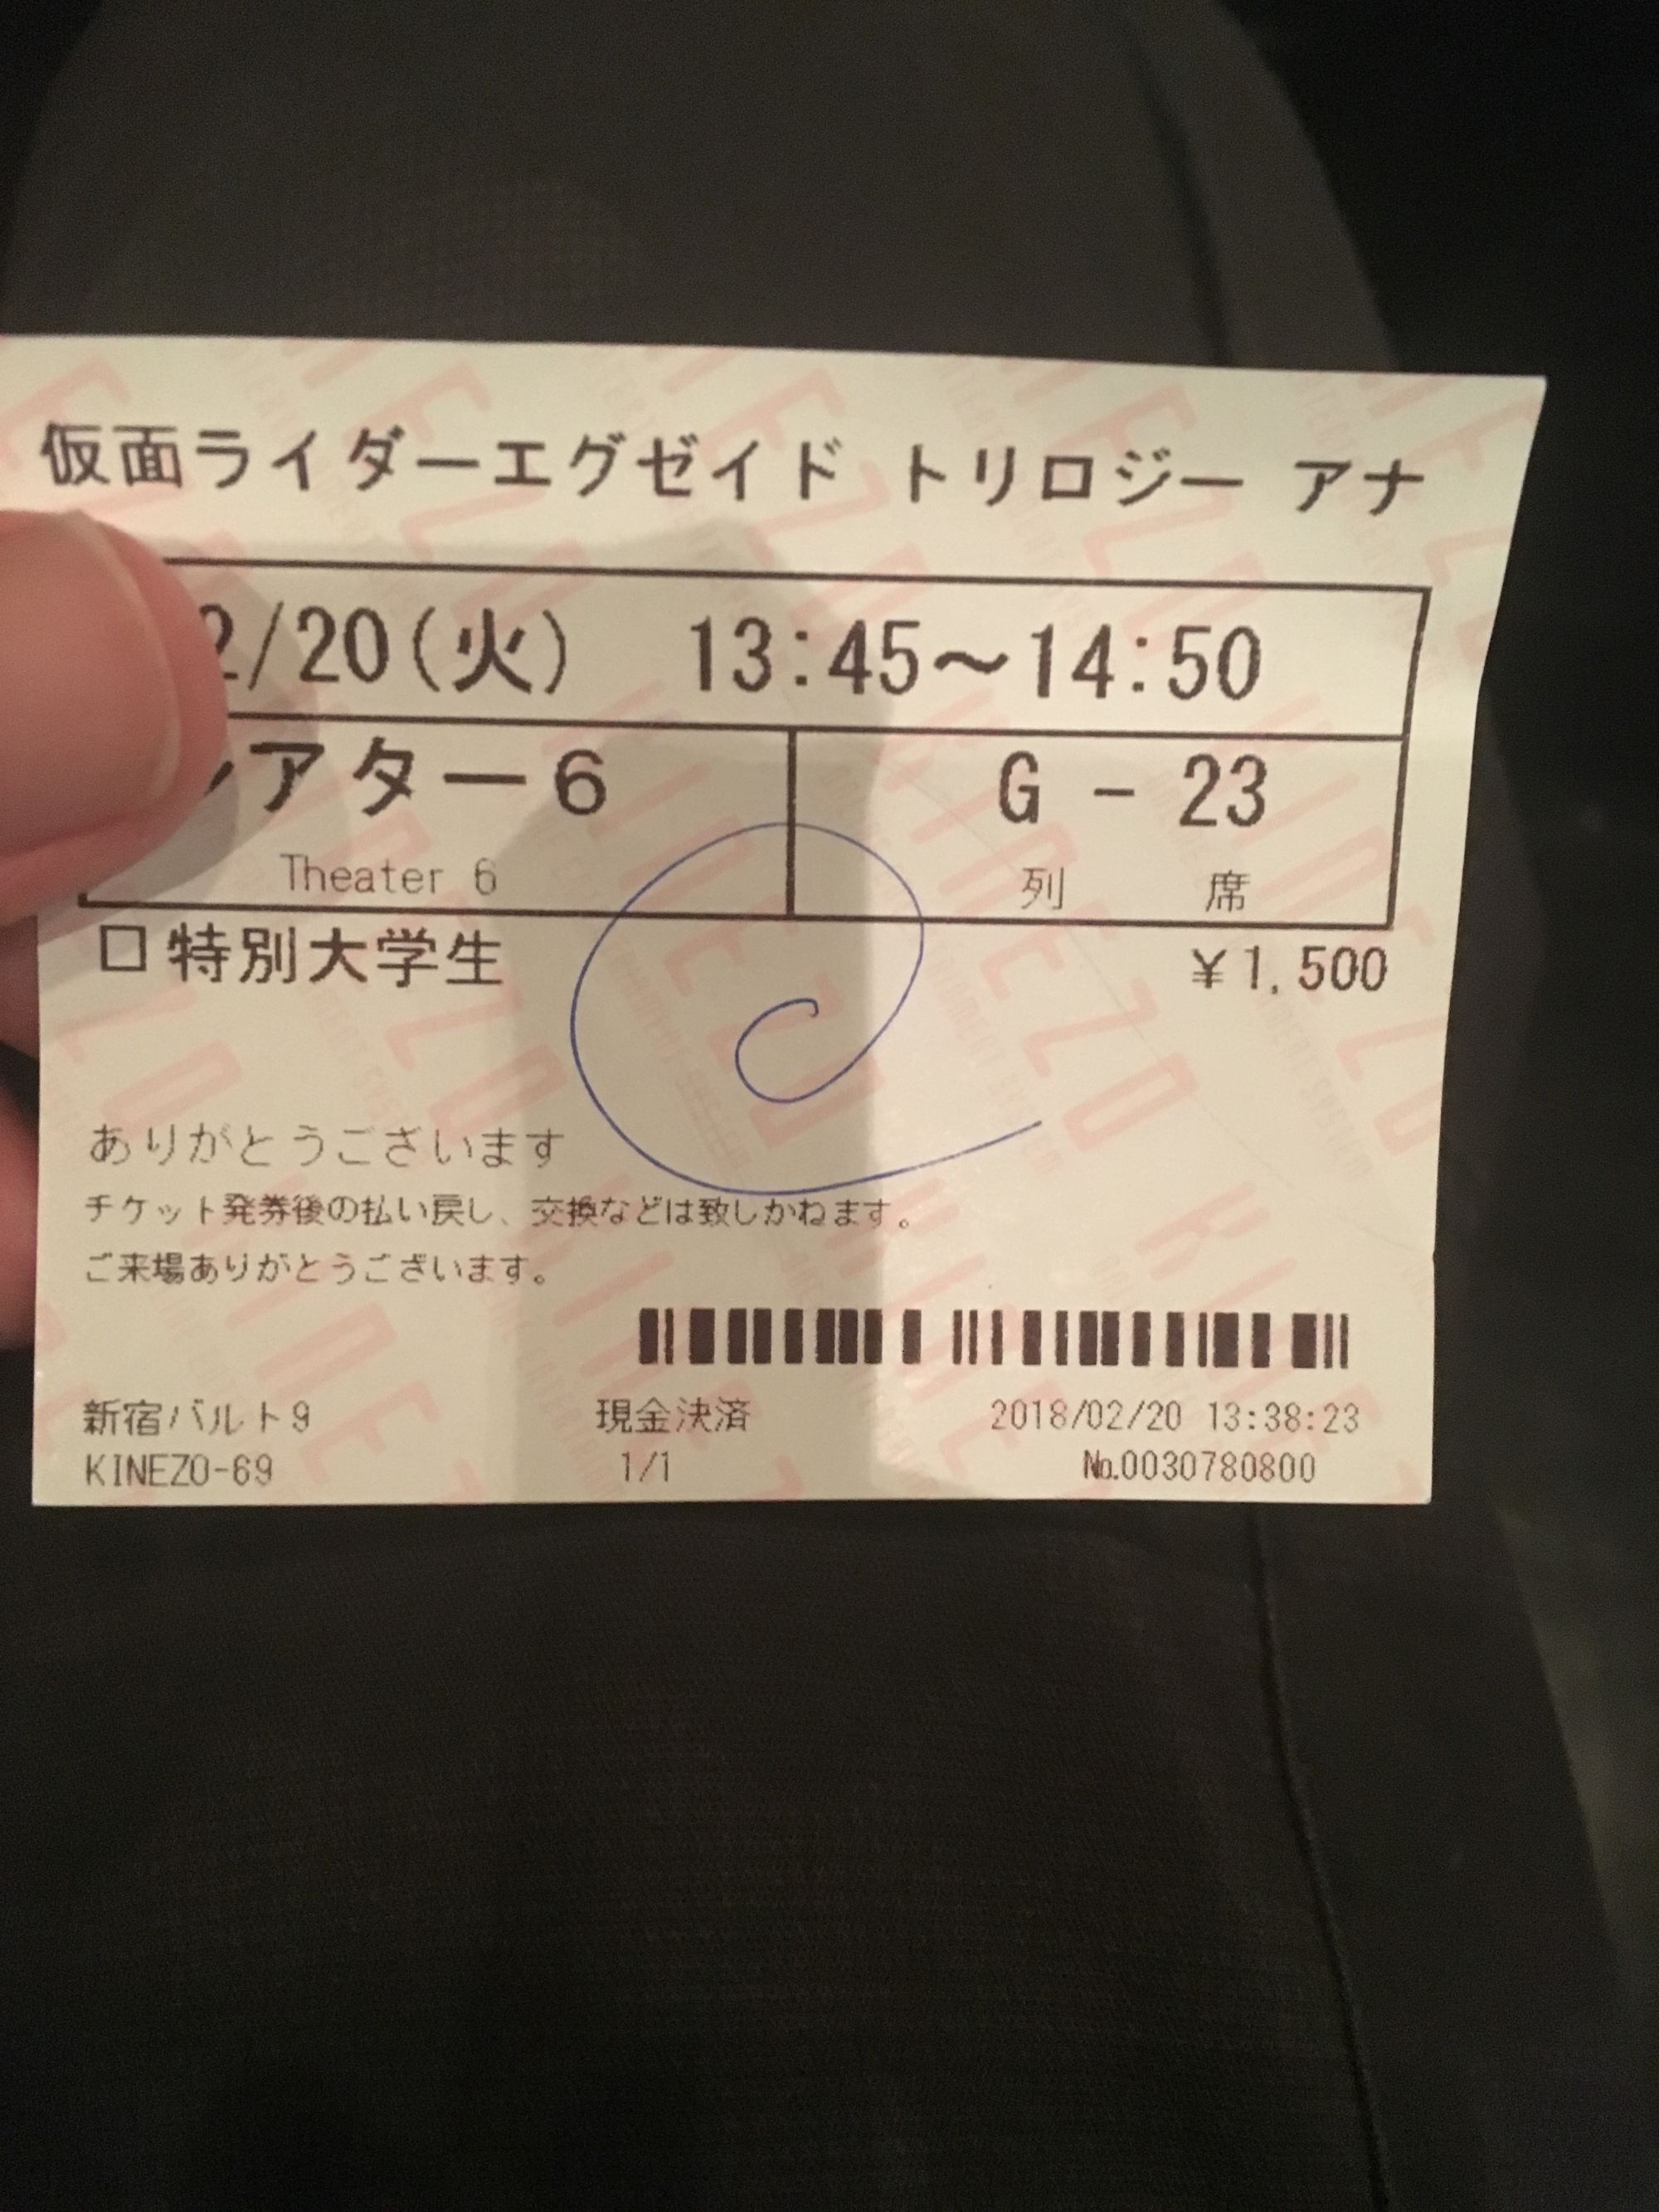 仮面ライダーエグゼイド トリロジー アナ
2/20(火) 13:45～14:50
アター6 G - 23
Theater 6 列 席
□特別大学生 ¥1,500
ありがとうございます
チケット発券後の払い戻し、交換などは致しかねます。
ご来場ありがとうございます。
新宿バルト9 現金決済 2018/02/20 13:38:23
KINEZO-69 1/1 No.0030780800